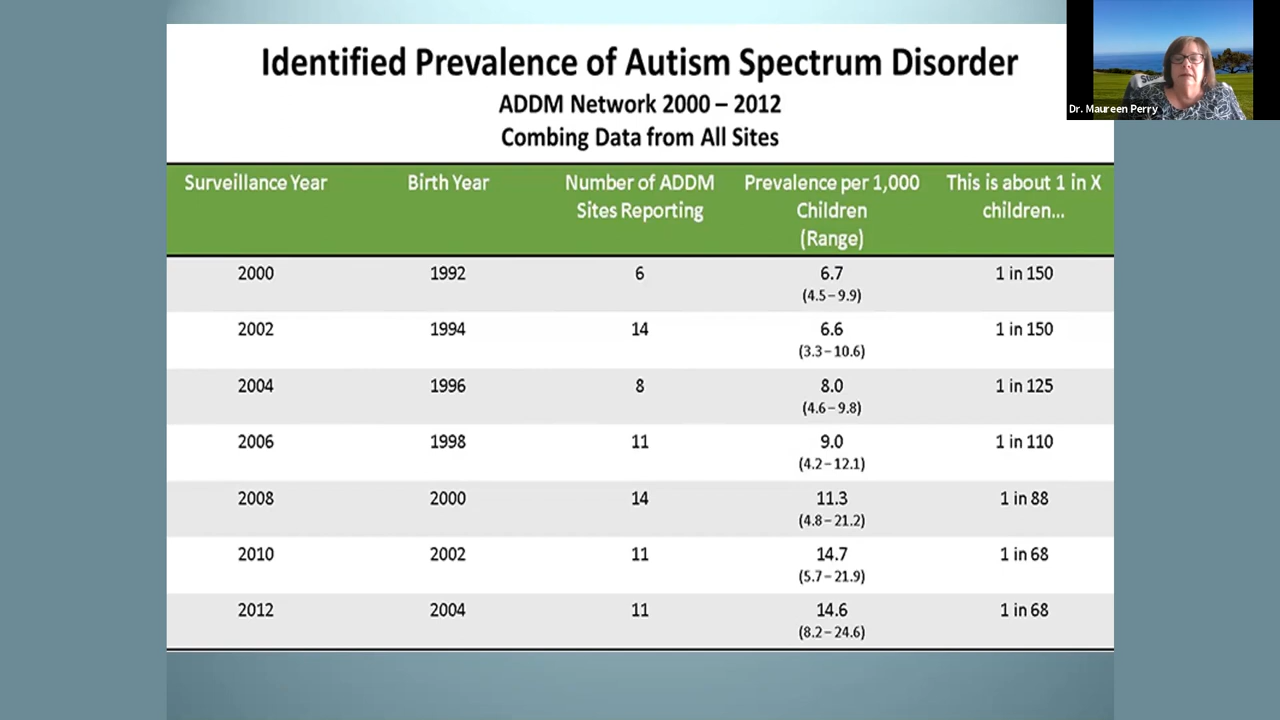 Identified Prevalence of Autism Spectrum Disorder
ADDM Network 2000 – 2012
Combing Data from All Sites
Dr. Maureen Perry
Surveillance Year Birth Year Number of ADDM Sites Reporting Prevalence per 1,000 Children (Range) This is about 1 in X children...
2000 1992 6 6.7 1 in 150
(4.5 – 9.9)
2002 1994 14 6.6 1 in 150
(3.3 – 10.6)
2004 1996 8 8.0 1 in 125
(4.6 – 9.8)
2006 1998 11 9.0 1 in 110
(4.2 – 12.1)
2008 2000 14 11.3 1 in 88
(4.8 – 21.2)
2010 2002 11 14.7 1 in 68
(5.7 – 21.9)
2012 2004 11 14.6 1 in 68
(8.2 – 24.6)